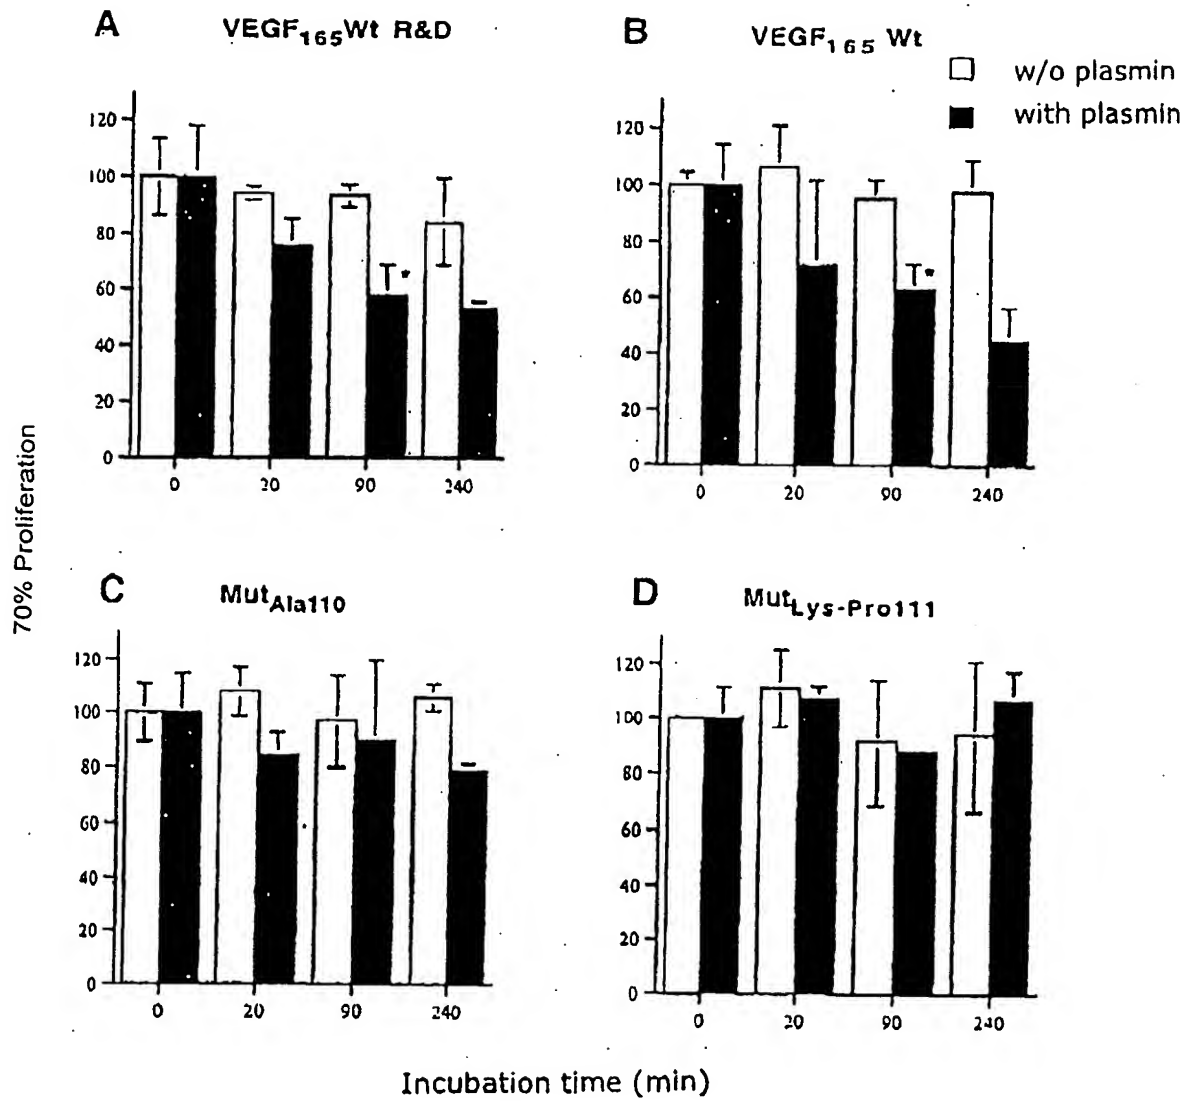 A
VEGF165Wt R&D
B
VEGF165 Wt
w/o plasmin
with plasmin
120
100
80
60
40
20
0
*
0 20 90 240
120
100
80
60
40
20
0
*
0 20 90 240
70% Proliferation
C
MutAla110
D
MutLys-Pro111
120
100
80
60
40
20
0
0 20 90 240
120
100
80
60
40
20
0
0 20 90 240
Incubation time (min)